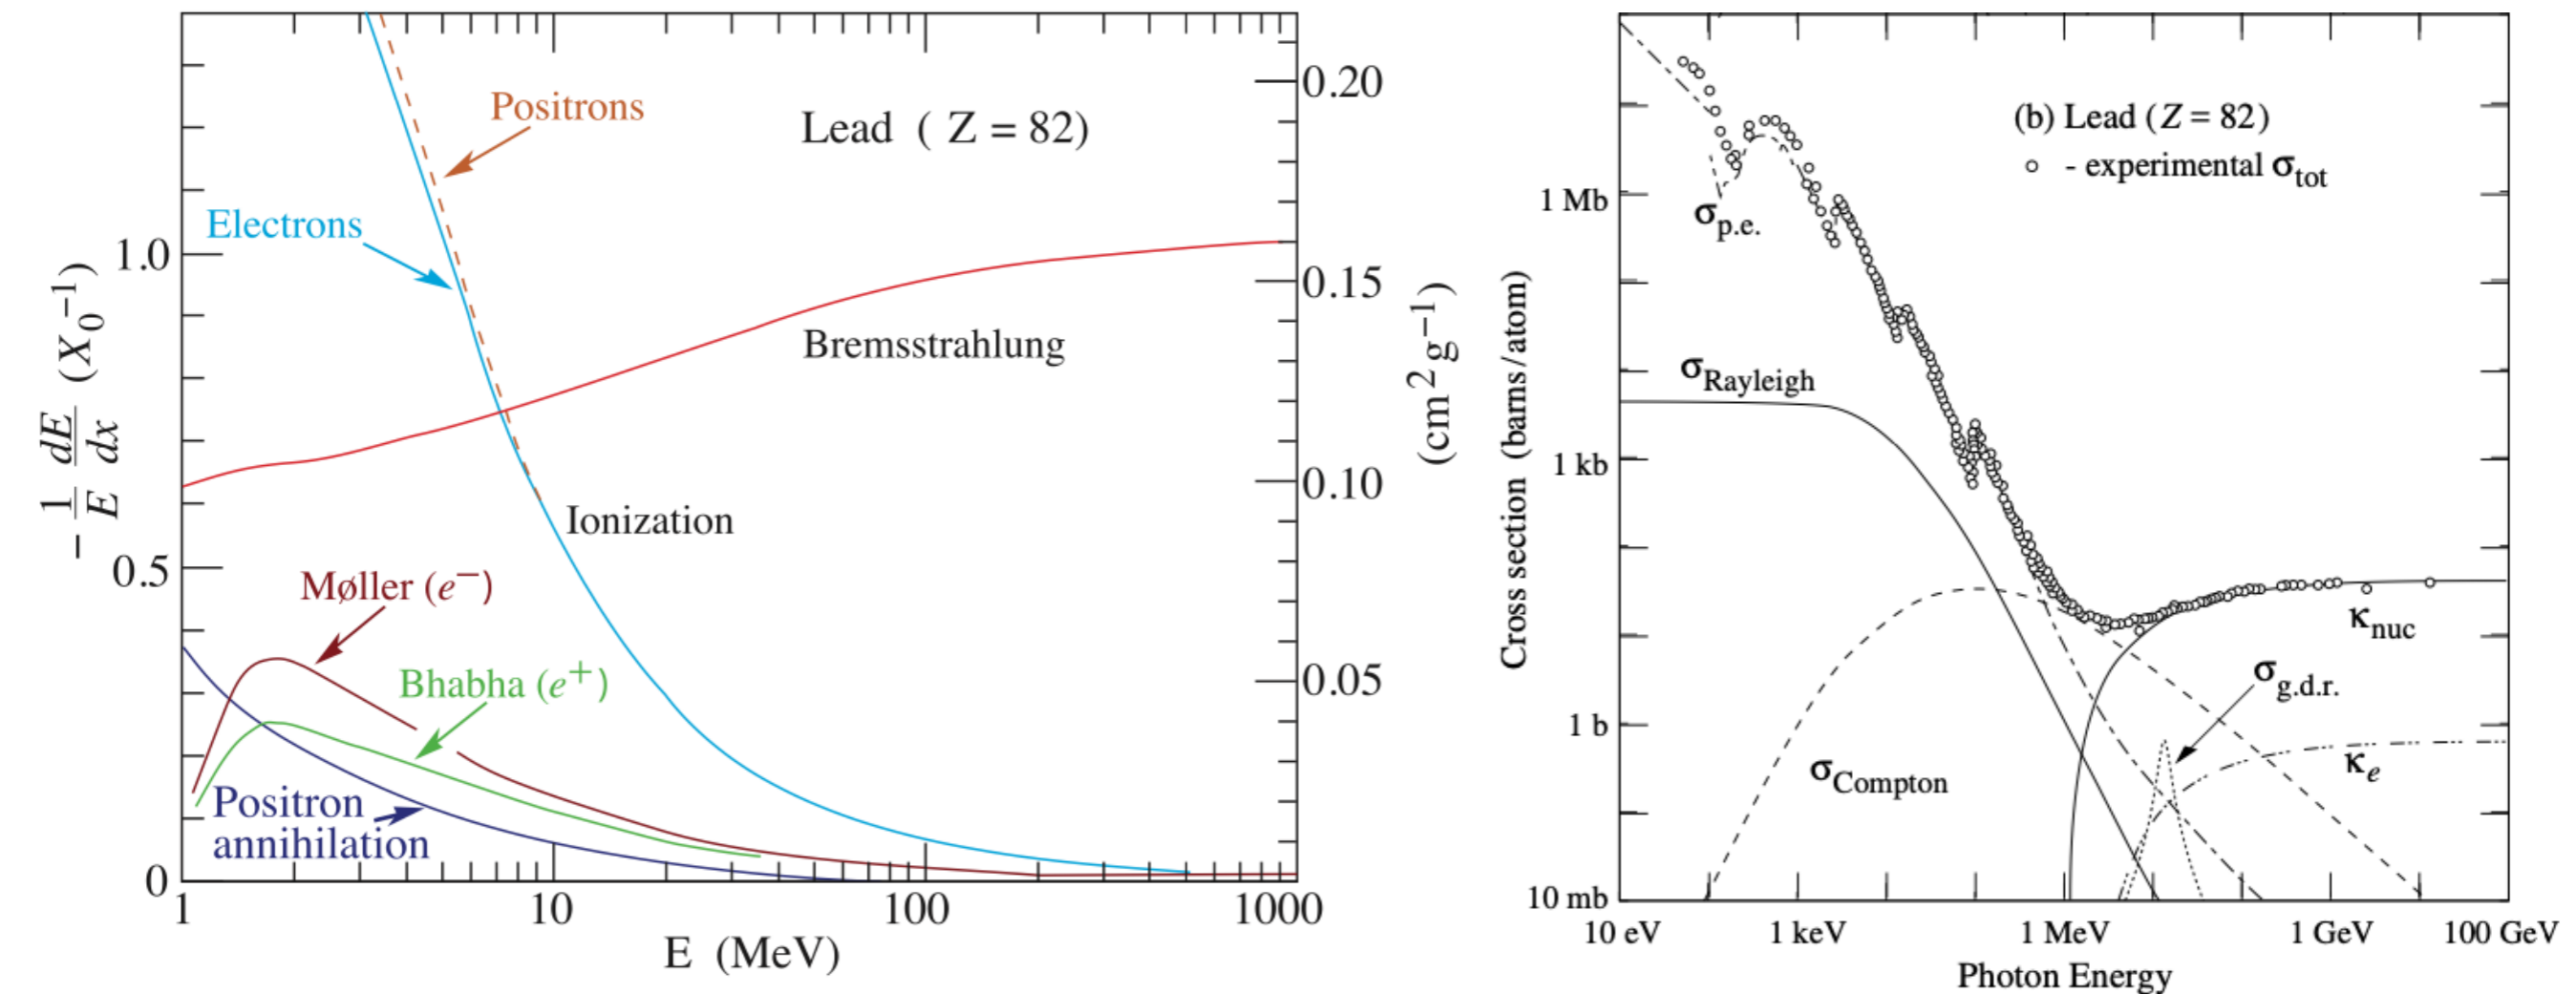 Positrons
Lead ( Z = 82)
Electrons
Bremsstrahlung
Ionization
Møller (e−)
Bhabha (e+)
Positron
annihilation
− 1/E dE/dx (X0−1)
1.0
0.5
0
0.20
0.15
0.10
0.05
(cm2g−1)
1 10 100 1000
E (MeV)
(b) Lead (Z = 82)
- experimental σtot
σp.e.
σRayleigh
κnuc
σg.d.r.
σCompton
κe
Cross section (barns/atom)
1 Mb
1 kb
1 b
10 mb
10 eV 1 keV 1 MeV 1 GeV 100 GeV
Photon Energy